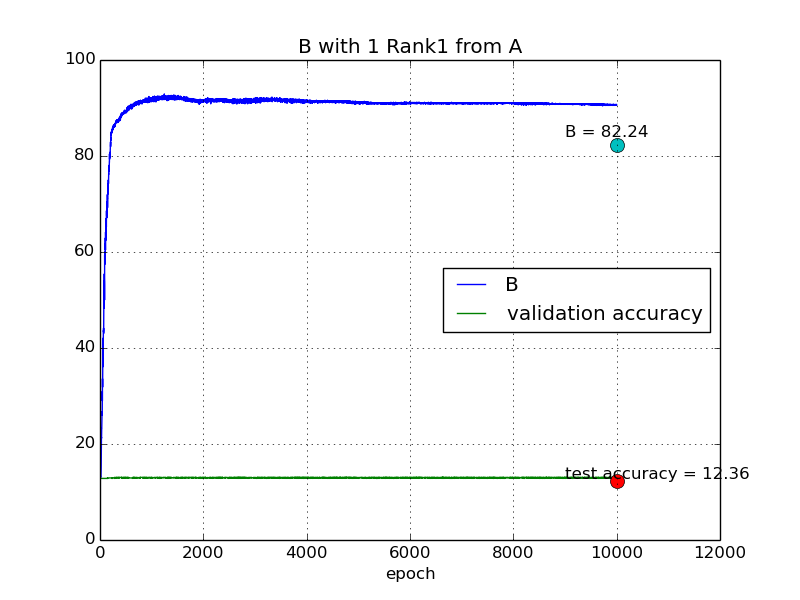 B with 1 Rank1 from A
100
80
60
40
20
0
B = 82.24
B
validation accuracy
test accuracy = 12.36
0 2000 4000 6000 8000 10000 12000
epoch